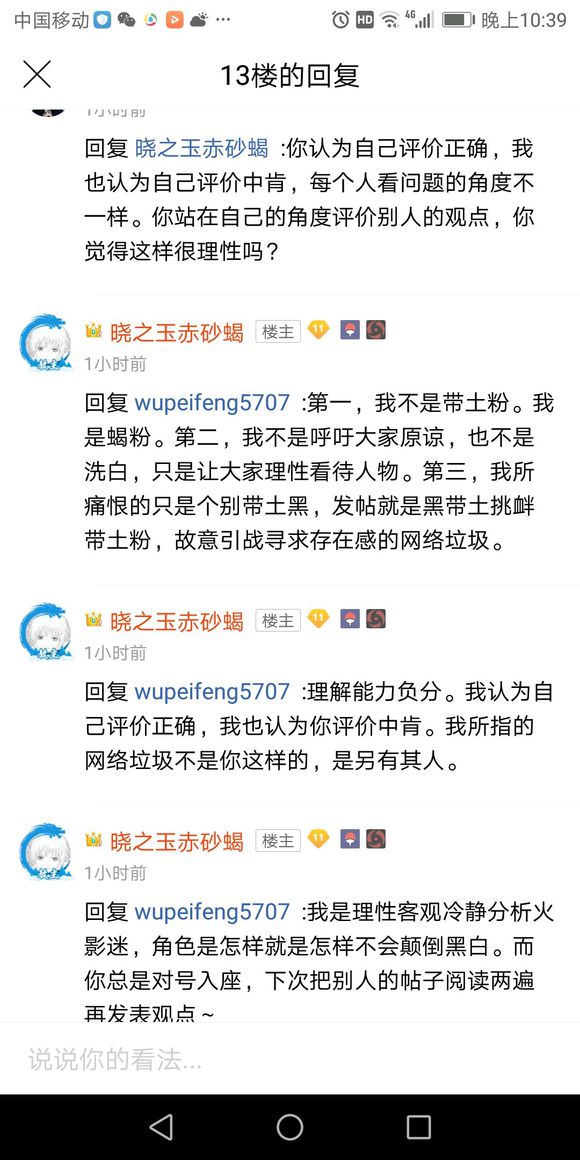 中国移动 ... 4G HD 晚上10:39
13楼的回复
1小时前
回复 晓之玉赤砂蝎 :你认为自己评价正确，我
也认为自己评价中肯，每个人看问题的角度不
一样。你站在自己的角度评价别人的观点，你
觉得这样很理性吗？
晓之玉赤砂蝎 楼主 11
1小时前
回复 wupeifeng5707 :第一，我不是带土粉。我
是蝎粉。第二，我不是呼吁大家原谅，也不是
洗白，只是让大家理性看待人物。第三，我所
痛恨的只是个别带土黑，发帖就是黑带土挑衅
带土粉，故意引战寻求存在感的网络垃圾。
晓之玉赤砂蝎 楼主 11
1小时前
回复 wupeifeng5707 :理解能力负分。我认为自
己评价正确，我也认为你评价中肯。我所指的
网络垃圾不是你这样的，是另有其人。
晓之玉赤砂蝎 楼主 11
1小时前
回复 wupeifeng5707 :我是理性客观冷静分析火
影迷，角色是怎样就是怎样不会颠倒黑白。而
你总是对号入座，下次把别人的帖子阅读两遍
再发表观点~
说说你的看法...